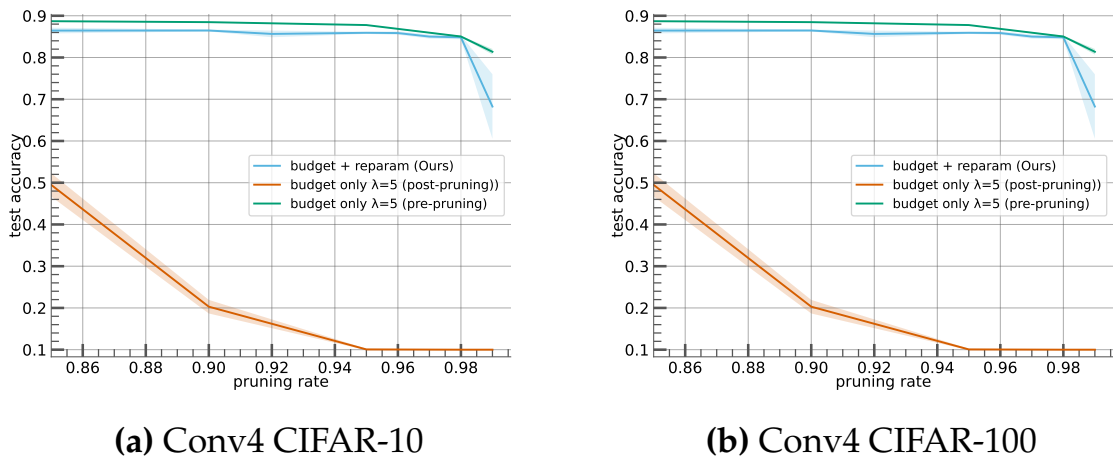 0.9
0.8
0.7
0.6
0.5
0.4
0.3
0.2
0.1
test accuracy
budget + reparam (Ours)
budget only λ=5 (post-pruning))
budget only λ=5 (pre-pruning)
0.86 0.88 0.90 0.92 0.94 0.96 0.98
pruning rate
(a) Conv4 CIFAR-10
0.9
0.8
0.7
0.6
0.5
0.4
0.3
0.2
0.1
test accuracy
budget + reparam (Ours)
budget only λ=5 (post-pruning))
budget only λ=5 (pre-pruning)
0.86 0.88 0.90 0.92 0.94 0.96 0.98
pruning rate
(b) Conv4 CIFAR-100